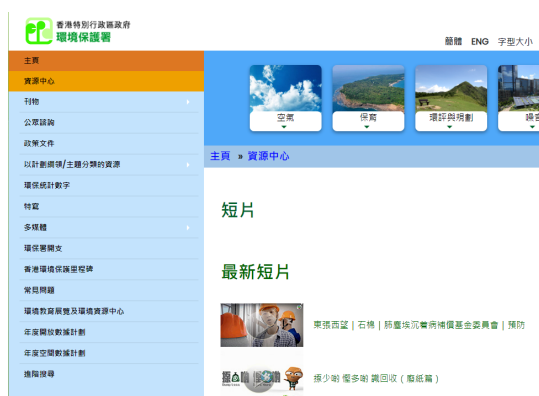 香港特別行政區政府
環境保護署
簡體 ENG 字型大小
主頁
資源中心
刊物
公眾諮詢
政策文件
以計劃綱領/主題分類的資源
環保統計數字
特寫
多媒體
環保署開支
香港環境保護里程碑
常見問題
環境教育展覽及環境資源中心
年度開放數據計劃
年度空間數據計劃
進階搜尋
空氣
保育
環評與規劃
主頁 » 資源中心
短片
最新短片
東張西望 | 石棉 | 肺塵埃沉着病補償基金委員會 | 預防
揼少啲 慳多啲 識回收 ( 廢紙篇 )